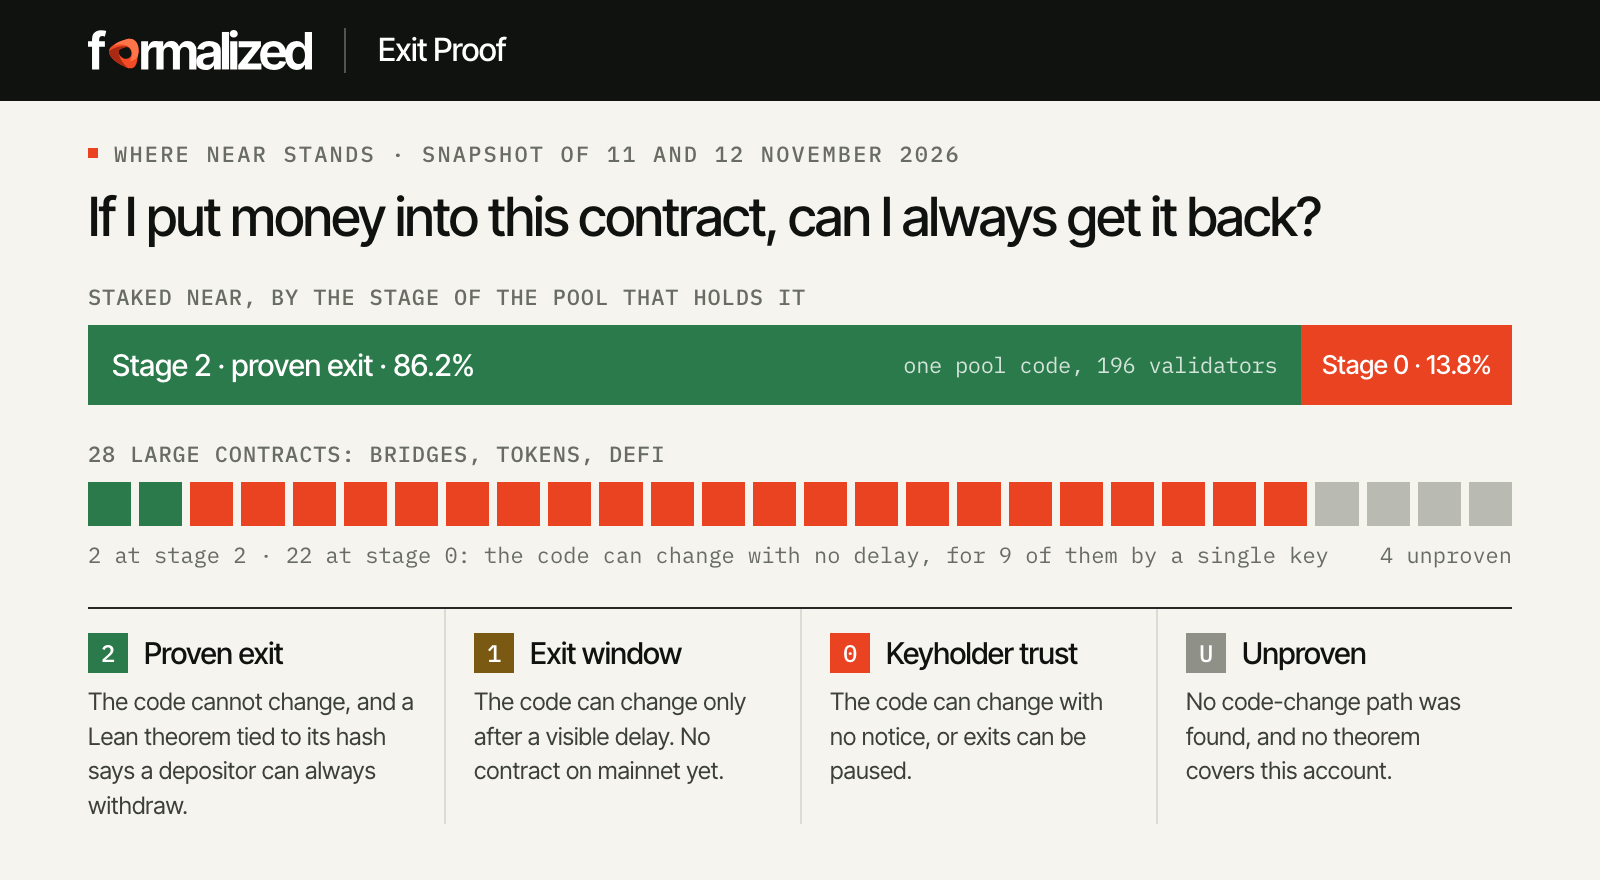 formalized
Exit Proof
WHERE NEAR STANDS · SNAPSHOT OF 11 AND 12 NOVEMBER 2026
If I put money into this contract, can I always get it back?
STAKED NEAR, BY THE STAGE OF THE POOL THAT HOLDS IT
Stage 2 · proven exit · 86.2%
one pool code, 196 validators
Stage 0 · 13.8%
28 LARGE CONTRACTS: BRIDGES, TOKENS, DEFI
2 at stage 2 · 22 at stage 0: the code can change with no delay, for 9 of them by a single key
4 unproven
2 Proven exit
The code cannot change, and a
Lean theorem tied to its hash
says a depositor can always
withdraw.
1 Exit window
The code can change only
after a visible delay. No
contract on mainnet yet.
0 Keyholder trust
The code can change with
no notice, or exits can be
paused.
U Unproven
No code-change path was
found, and no theorem
covers this account.